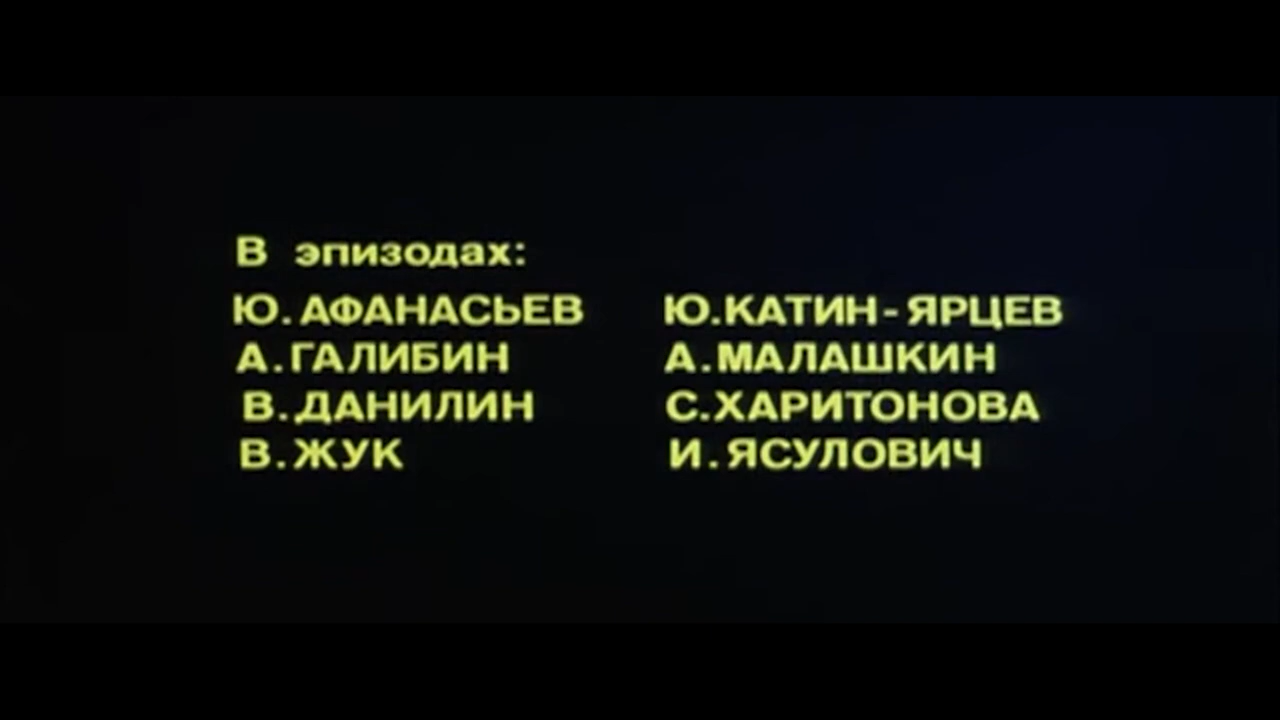 В эпизодах:
Ю. АФАНАСЬЕВ
А. ГАЛИБИН
В. ДАНИЛИН
В. ЖУК
Ю. КАТИН-ЯРЦЕВ
А. МАЛАШКИН
С. ХАРИТОНОВА
И. ЯСУЛОВИЧ